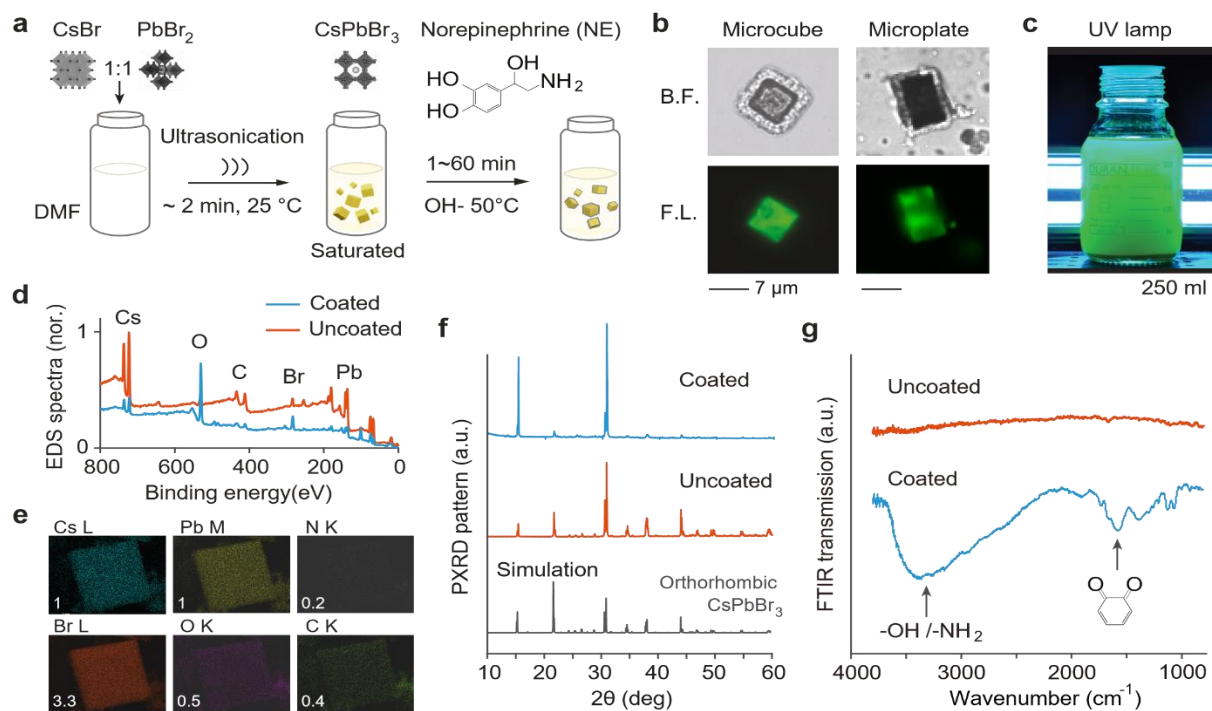 a
CsBr PbBr2
1:1
DMF
Ultrasonication
)))
~ 2 min, 25 °C
CsPbBr3
Saturated
Norepinephrine (NE)
OH
HO
NH2
HO
1~60 min
OH- 50°C
b
Microcube Microplate
B.F.
F.L.
7 µm
c
UV lamp
250 ml
d
Coated
Uncoated
EDS spectra (nor.)
1
0
Cs O C Br Pb
800 600 400 200 0
Binding energy(eV)
e
Cs L Pb M N K
1 1 0.2
Br L O K C K
3.3 0.5 0.4
f
PXRD pattern (a.u.)
Coated
Uncoated
Simulation
Orthorhombic
CsPbBr3
10 20 30 40 50 60
2θ (deg)
g
FTIR transmission (a.u.)
Uncoated
Coated
-OH /-NH2
O O
4000 3000 2000 1000
Wavenumber (cm-1)